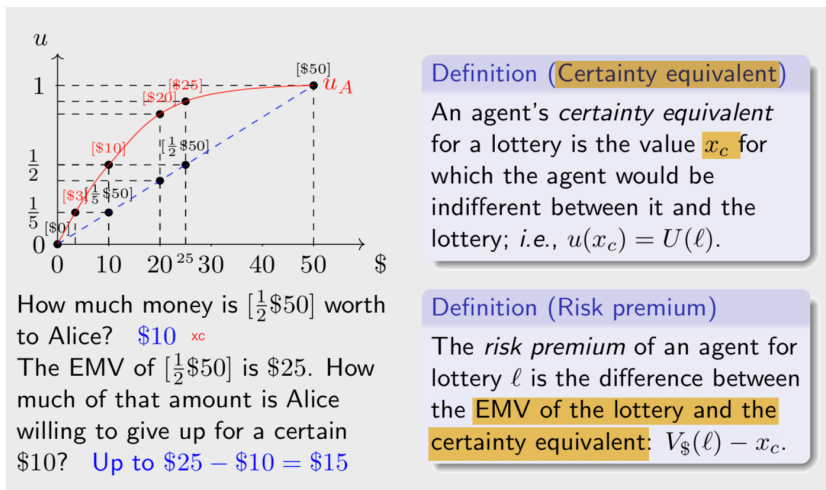 u
[$50]
1
u_A
[$25]
[$20]
[$10]
[½$50]
½
[$3]
[⅕$50]
⅕
[$0]
0
0 10 20 25 30 40 50 $
How much money is [½$50] worth
to Alice? $10 xc
The EMV of [½$50] is $25. How
much of that amount is Alice
willing to give up for a certain
$10? Up to $25 − $10 = $15
Definition (Certainty equivalent)
An agent's certainty equivalent
for a lottery is the value x_c for
which the agent would be
indifferent between it and the
lottery; i.e., u(x_c) = U(ℓ).
Definition (Risk premium)
The risk premium of an agent for
lottery ℓ is the difference between
the EMV of the lottery and the
certainty equivalent: V_$(ℓ) − x_c.